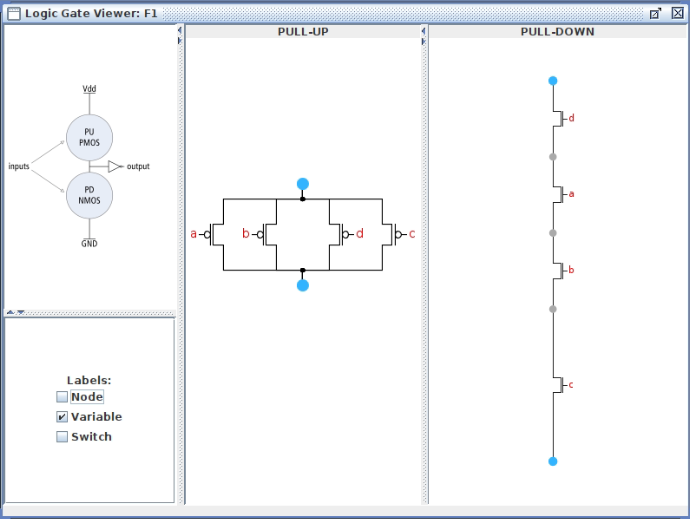 Logic Gate Viewer: F1
Vdd
PU
PMOS
inputs
output
PD
NMOS
GND
Labels:
Node
Variable
Switch
PULL-UP
a
b
d
c
PULL-DOWN
d
a
b
c